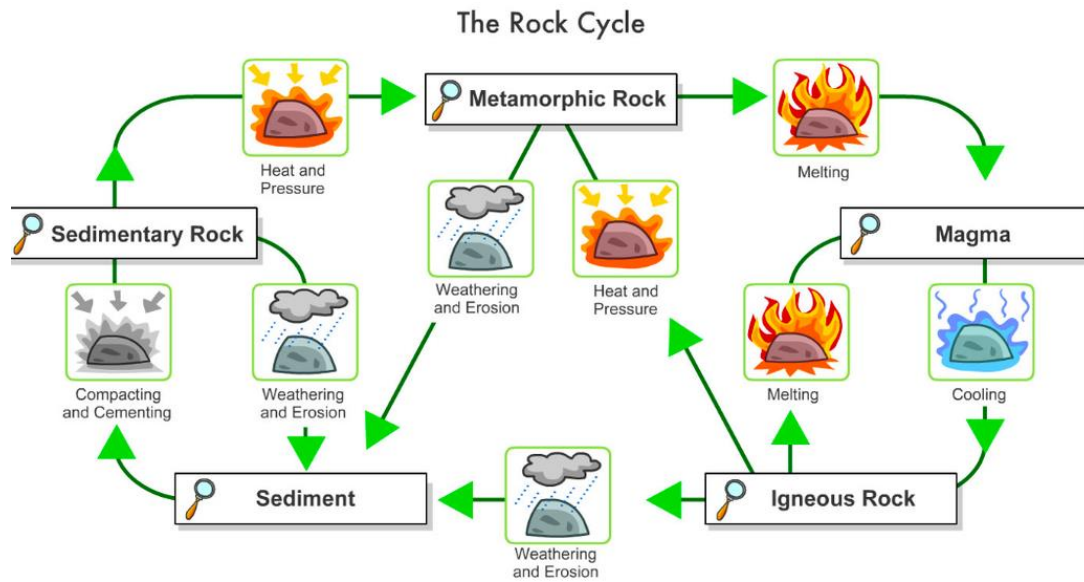 The Rock Cycle
Metamorphic Rock
Heat and
Pressure
Melting
Sedimentary Rock
Weathering
and Erosion
Heat and
Pressure
Magma
Compacting
and Cementing
Weathering
and Erosion
Melting
Cooling
Sediment
Igneous Rock
Weathering
and Erosion